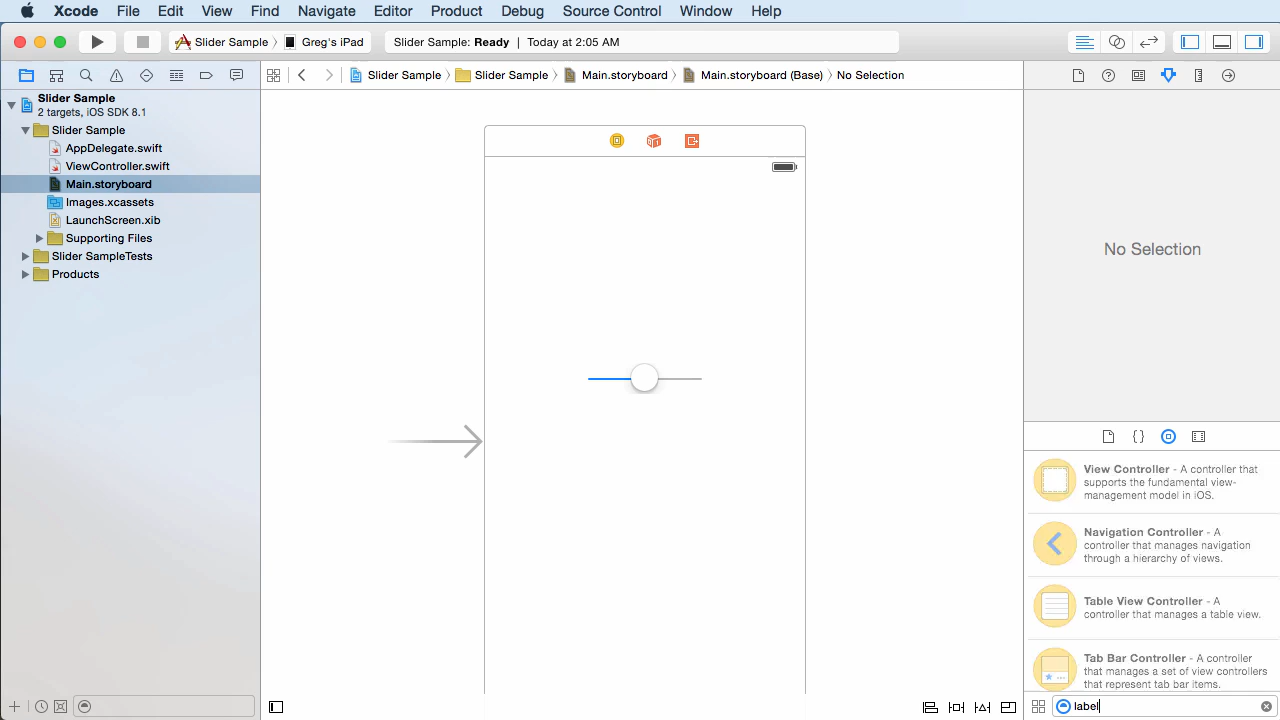 Xcode File Edit View Find Navigate Editor Product Debug Source Control Window Help
Slider Sample Greg's iPad Slider Sample: Ready | Today at 2:05 AM
Slider Sample Slider Sample Main.storyboard Main.storyboard (Base) No Selection
Slider Sample
2 targets, iOS SDK 8.1
Slider Sample
AppDelegate.swift
ViewController.swift
Main.storyboard
Images.xcassets
LaunchScreen.xib
Supporting Files
Slider SampleTests
Products
No Selection
View Controller - A controller that
supports the fundamental view-
management model in iOS.
Navigation Controller - A
controller that manages navigation
through a hierarchy of views.
Table View Controller - A
controller that manages a table view.
Tab Bar Controller - A controller
that manages a set of view controllers
that represent tab bar items.
label